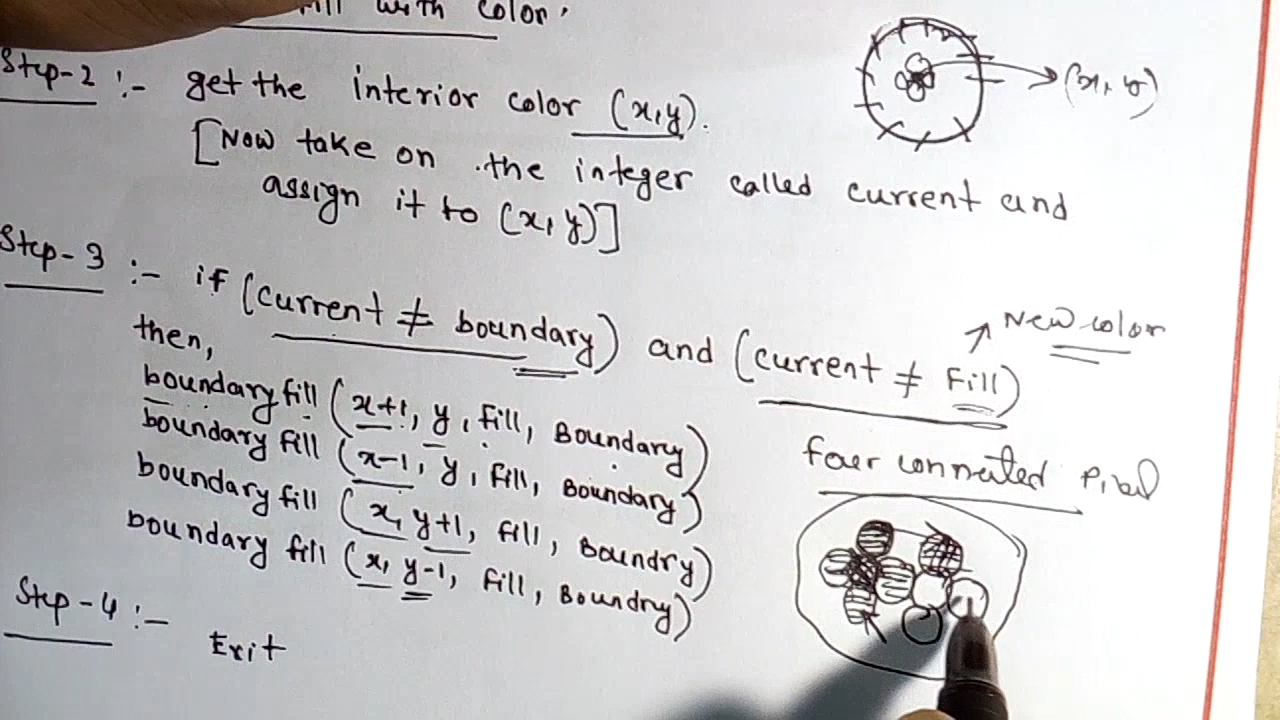 fill with color.
Step-2 :- get the interior color (x,y).
(x, y)
[Now take on the integer called current and
assign it to (x, y)]
Step-3 :- if (current ≠ boundary) and (current ≠ Fill)
New color
then,
boundary fill (x+1, y, fill, Boundary)
boundary fill (x-1, y, fill, Boundary)
boundary fill (x, y+1, fill, Boundry)
boundary fill (x, y-1, fill, Boundry)
four connected Pixel
Step-4 :- Exit